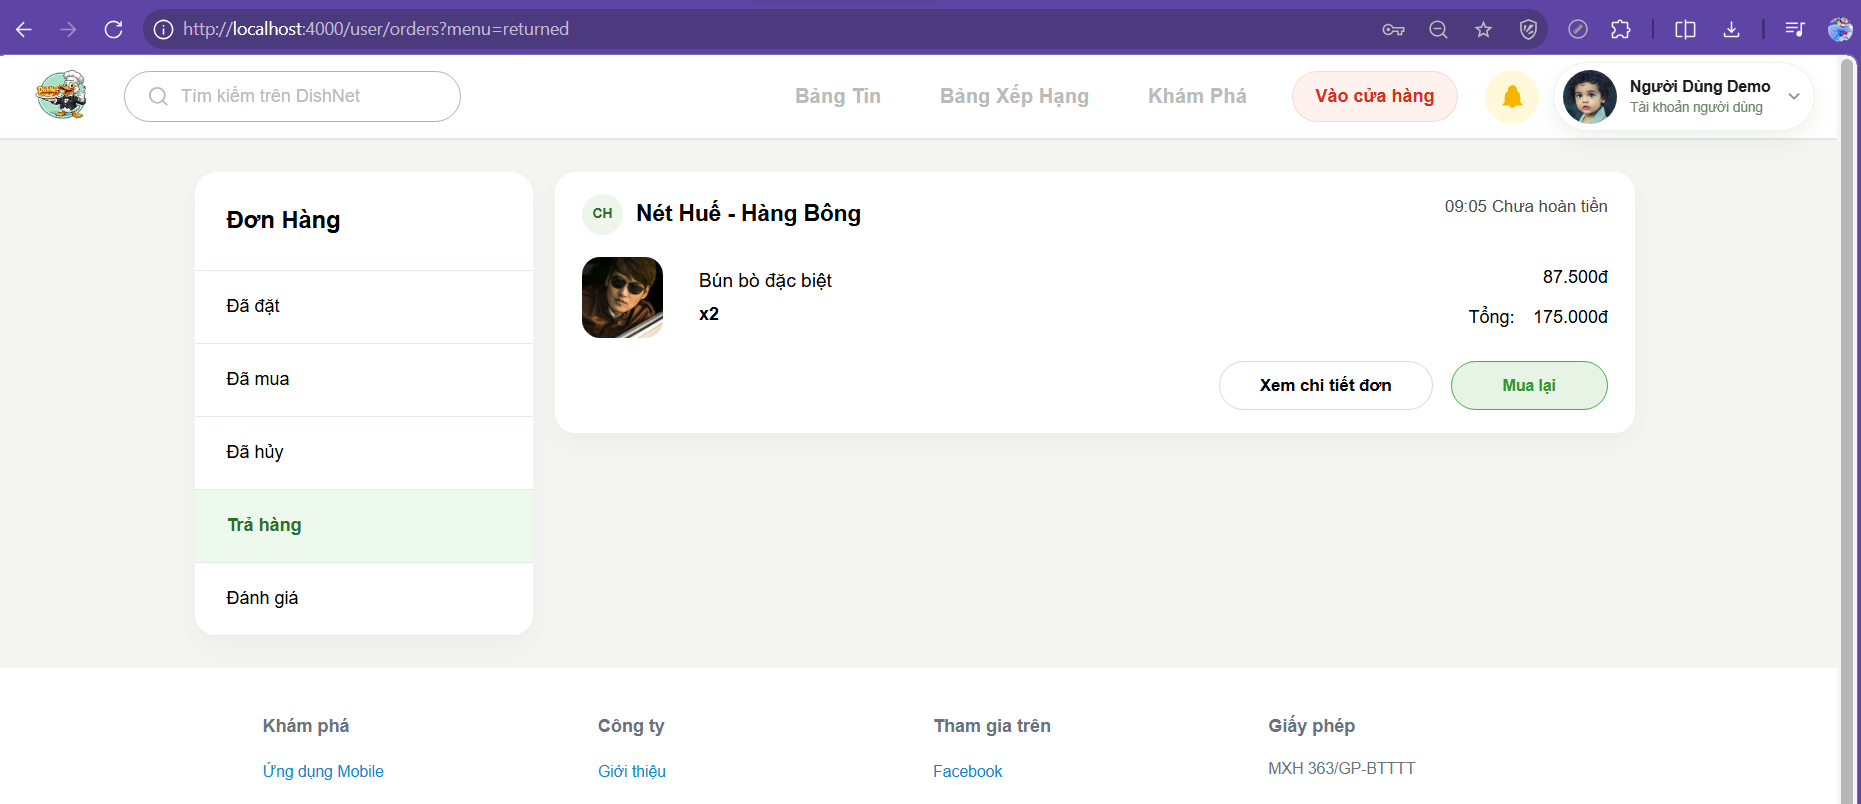 http://localhost:4000/user/orders?menu=returned
Tìm kiếm trên DishNet
Bảng Tin
Bảng Xếp Hạng
Khám Phá
Vào cửa hàng
Người Dùng Demo
Tài khoản người dùng
Đơn Hàng
Đã đặt
Đã mua
Đã hủy
Trả hàng
Đánh giá
CH
Nét Huế - Hàng Bông
09:05 Chưa hoàn tiền
Bún bò đặc biệt
x2
87.500đ
Tổng: 175.000đ
Xem chi tiết đơn
Mua lại
Khám phá
Ứng dụng Mobile
Công ty
Giới thiệu
Tham gia trên
Facebook
Giấy phép
MXH 363/GP-BTTTT